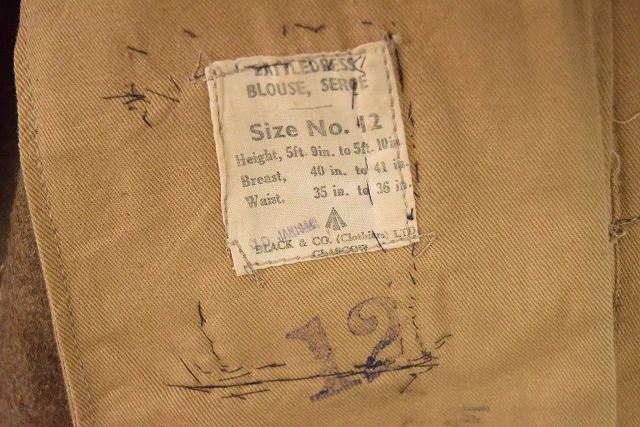 BATTLEDRESS
BLOUSE, SERGE
Size No. 12
Height, 5ft. 9in. to 5ft. 10in.
Breast, 40 in. to 41 in.
Waist, 35 in. to 36 in.
BLACK & CO. (Clothiers) LTD.
GLASGOW
12